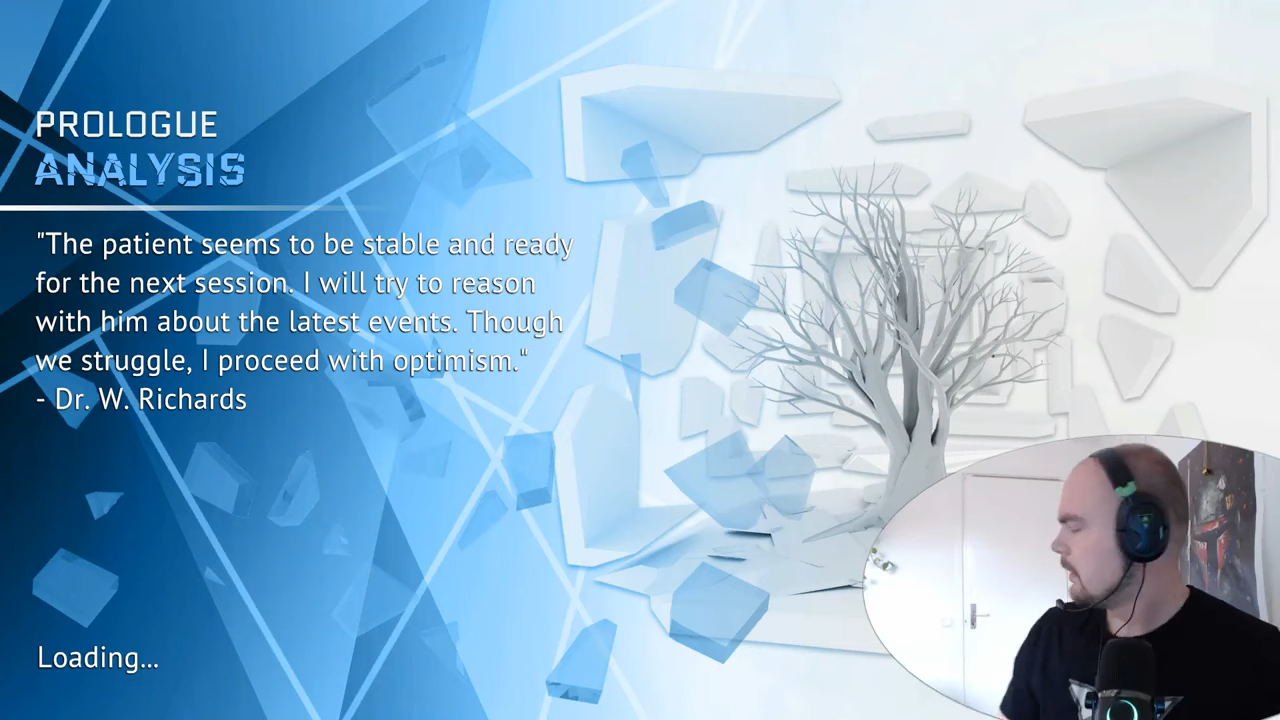 PROLOGUE
ANALYSIS
"The patient seems to be stable and ready
for the next session. I will try to reason
with him about the latest events. Though
we struggle, I proceed with optimism."
- Dr. W. Richards
Loading...